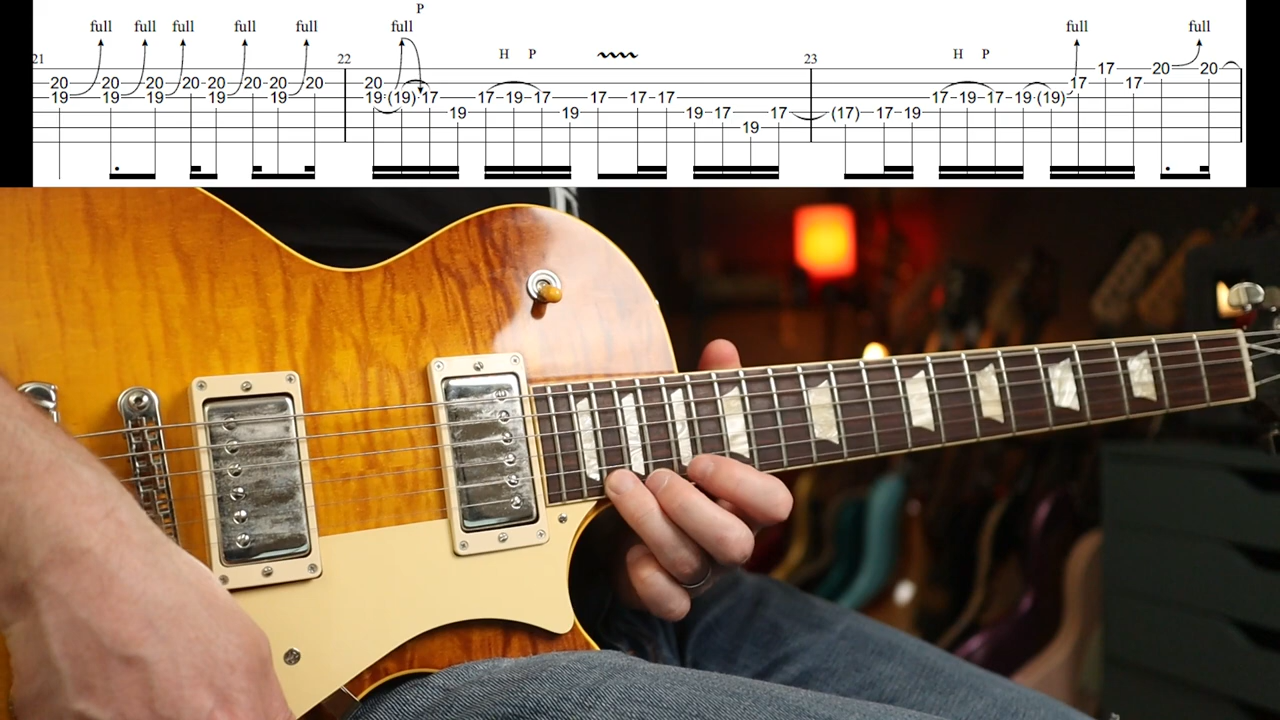 P
full full full full full full full full
21 22 H P 23 H P
20 20
17
20 20 20 20 20 20 20 20 20 17 17
19 19 19 19 19 19 (19) 17 17 19 17 17 17 17 17 19 17 19 (19)
19 19 19 17 17 (17) 17 19
19